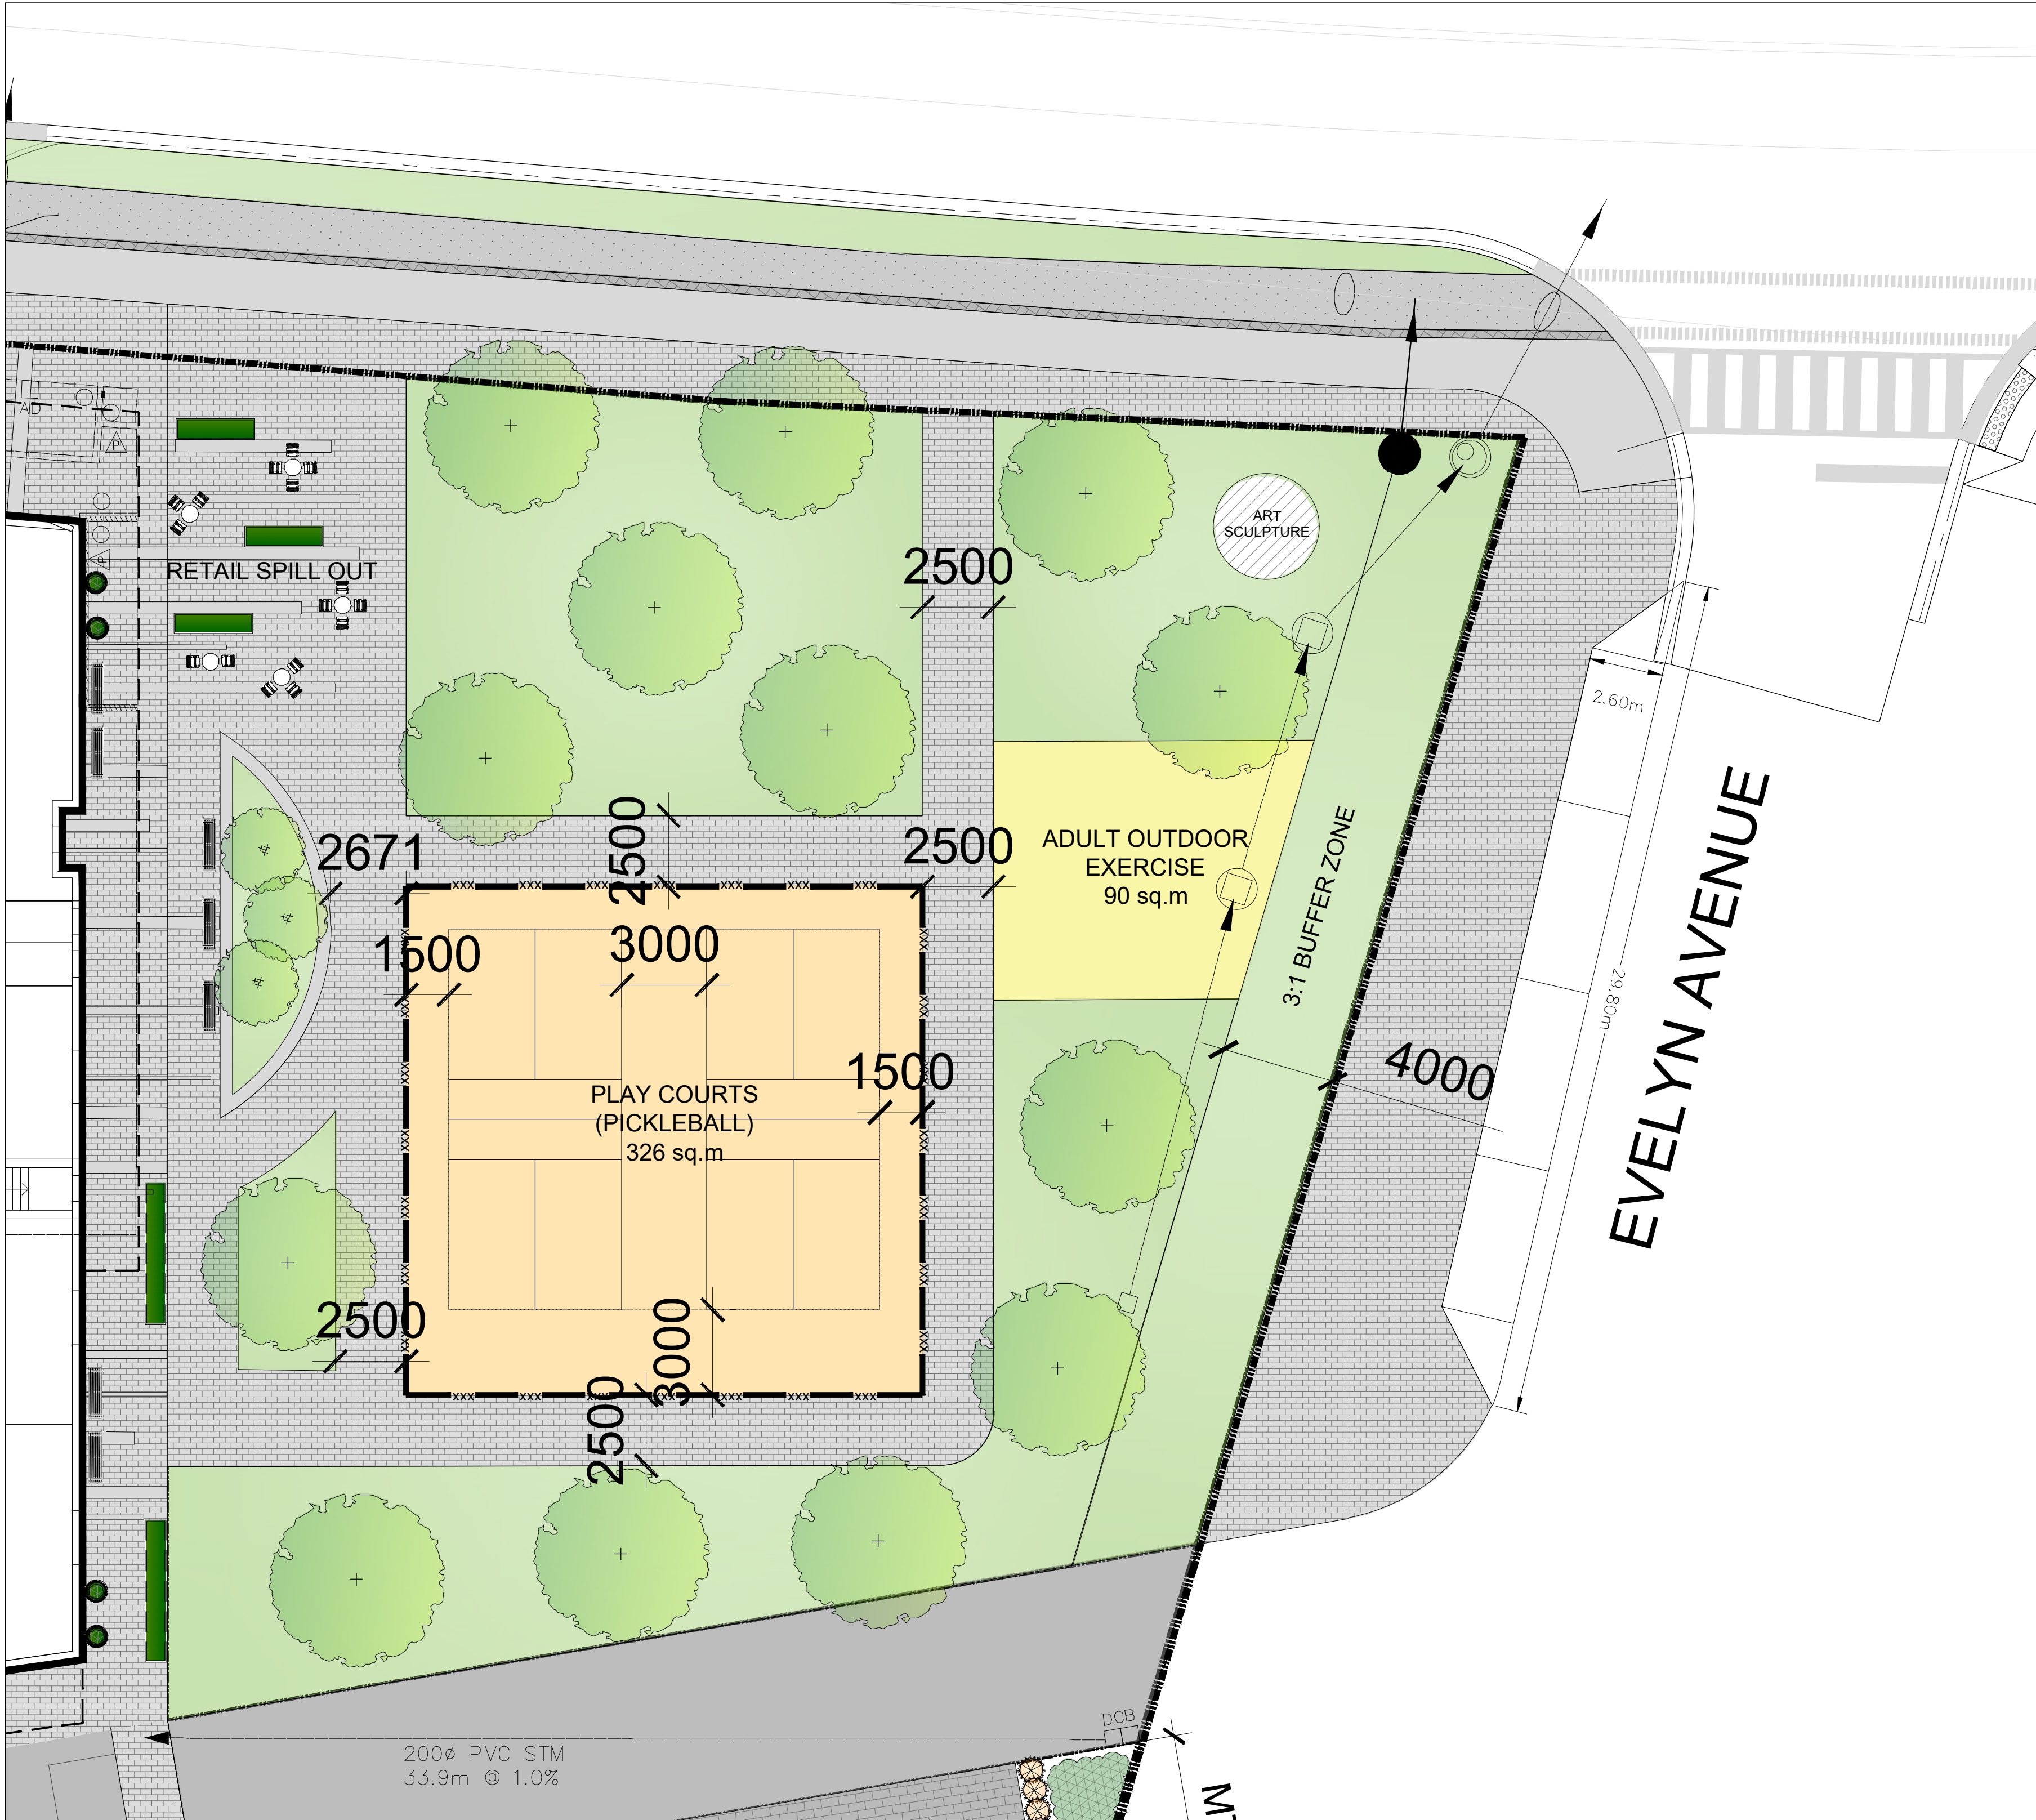 AD
P
P
RETAIL SPILL OUT
ART
SCULPTURE
2500
2.60m
2671
2500
2500
ADULT OUTDOOR
EXERCISE
90 sq.m
3:1 BUFFER ZONE
EVELYN AVENUE
29.80m
1500
3000
4000
1500
PLAY COURTS
(PICKLEBALL)
326 sq.m
2500
3000
2500
DCB
200ø PVC STM
33.9m @ 1.0%